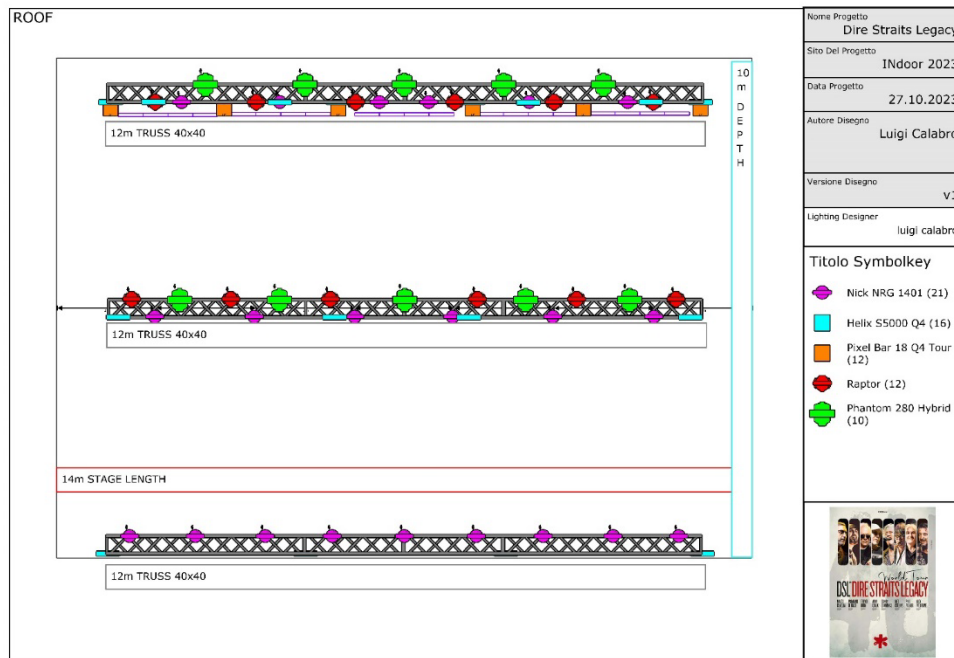 ROOF
10m DEPTH
12m TRUSS 40x40
12m TRUSS 40x40
14m STAGE LENGTH
12m TRUSS 40x40
Nome Progetto
Dire Straits Legacy
Sito Del Progetto
INdoor 2023
Data Progetto
27.10.2023
Autore Disegno
Luigi Calabro
Versione Disegno
Lighting Designer
luigi calabro
Titolo Symbolkey
Nick NRG 1401 (21)
Helix S5000 Q4 (16)
Pixel Bar 18 Q4 Tour
(12)
Raptor (12)
Phantom 280 Hybrid
(10)
World Tour
DSL DIRE STRAITS LEGACY